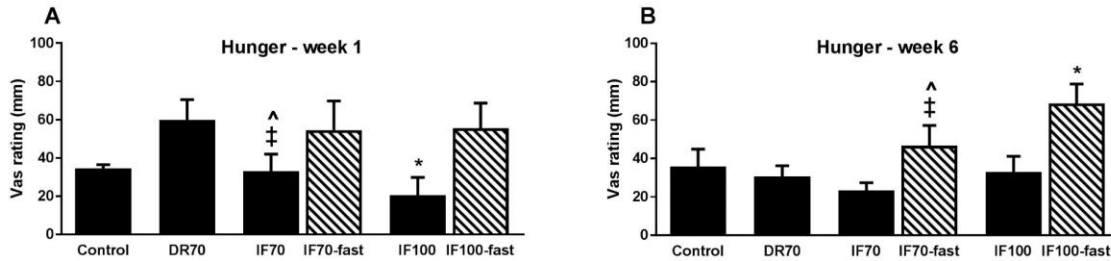 A
Hunger - week 1
Vas rating (mm)
100
80
60
40
20
0
^
‡
*
Control DR70 IF70 IF70-fast IF100 IF100-fast
B
Hunger - week 6
Vas rating (mm)
100
80
60
40
20
0
^
‡
*
Control DR70 IF70 IF70-fast IF100 IF100-fast